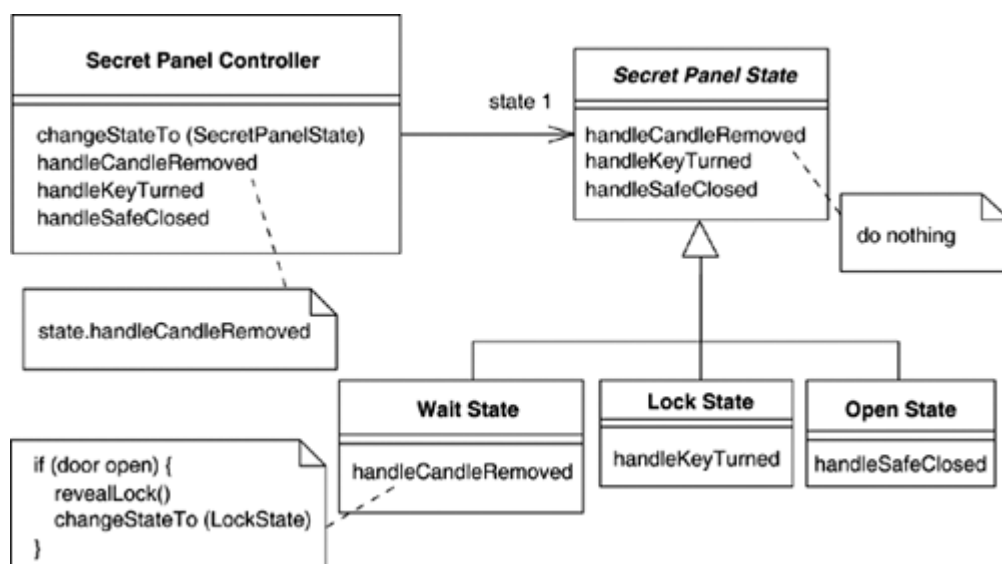 Secret Panel Controller
changeStateTo (SecretPanelState)
handleCandleRemoved
handleKeyTurned
handleSafeClosed
state.handleCandleRemoved
state 1
Secret Panel State
handleCandleRemoved
handleKeyTurned
handleSafeClosed
do nothing
Wait State
handleCandleRemoved
Lock State
handleKeyTurned
Open State
handleSafeClosed
if (door open) {
revealLock()
changeStateTo (LockState)
}